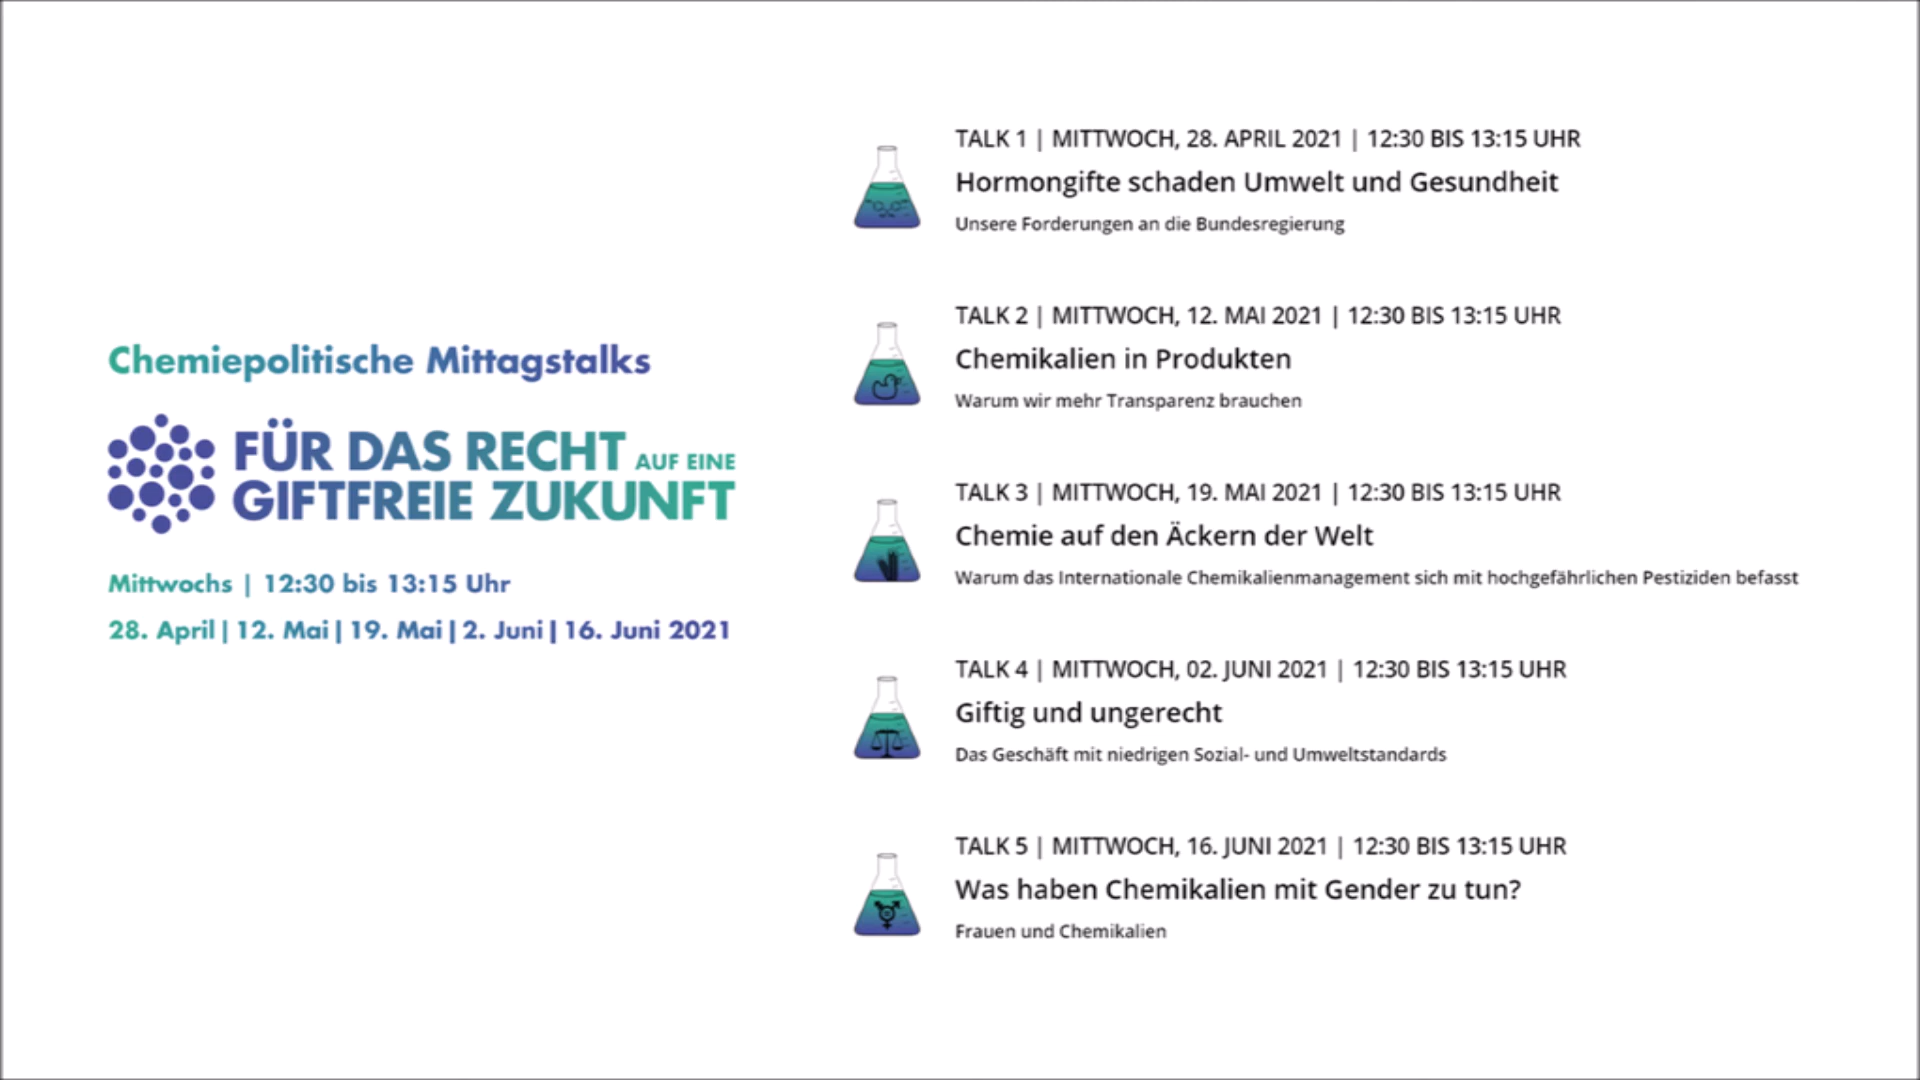 Chemiepolitische Mittagstalks
FÜR DAS RECHT AUF EINE
GIFTFREIE ZUKUNFT
Mittwochs | 12:30 bis 13:15 Uhr
28. April | 12. Mai | 19. Mai | 2. Juni | 16. Juni 2021
TALK 1 | MITTWOCH, 28. APRIL 2021 | 12:30 BIS 13:15 UHR
Hormongifte schaden Umwelt und Gesundheit
Unsere Forderungen an die Bundesregierung
TALK 2 | MITTWOCH, 12. MAI 2021 | 12:30 BIS 13:15 UHR
Chemikalien in Produkten
Warum wir mehr Transparenz brauchen
TALK 3 | MITTWOCH, 19. MAI 2021 | 12:30 BIS 13:15 UHR
Chemie auf den Äckern der Welt
Warum das Internationale Chemikalienmanagement sich mit hochgefährlichen Pestiziden befasst
TALK 4 | MITTWOCH, 02. JUNI 2021 | 12:30 BIS 13:15 UHR
Giftig und ungerecht
Das Geschäft mit niedrigen Sozial- und Umweltstandards
TALK 5 | MITTWOCH, 16. JUNI 2021 | 12:30 BIS 13:15 UHR
Was haben Chemikalien mit Gender zu tun?
Frauen und Chemikalien